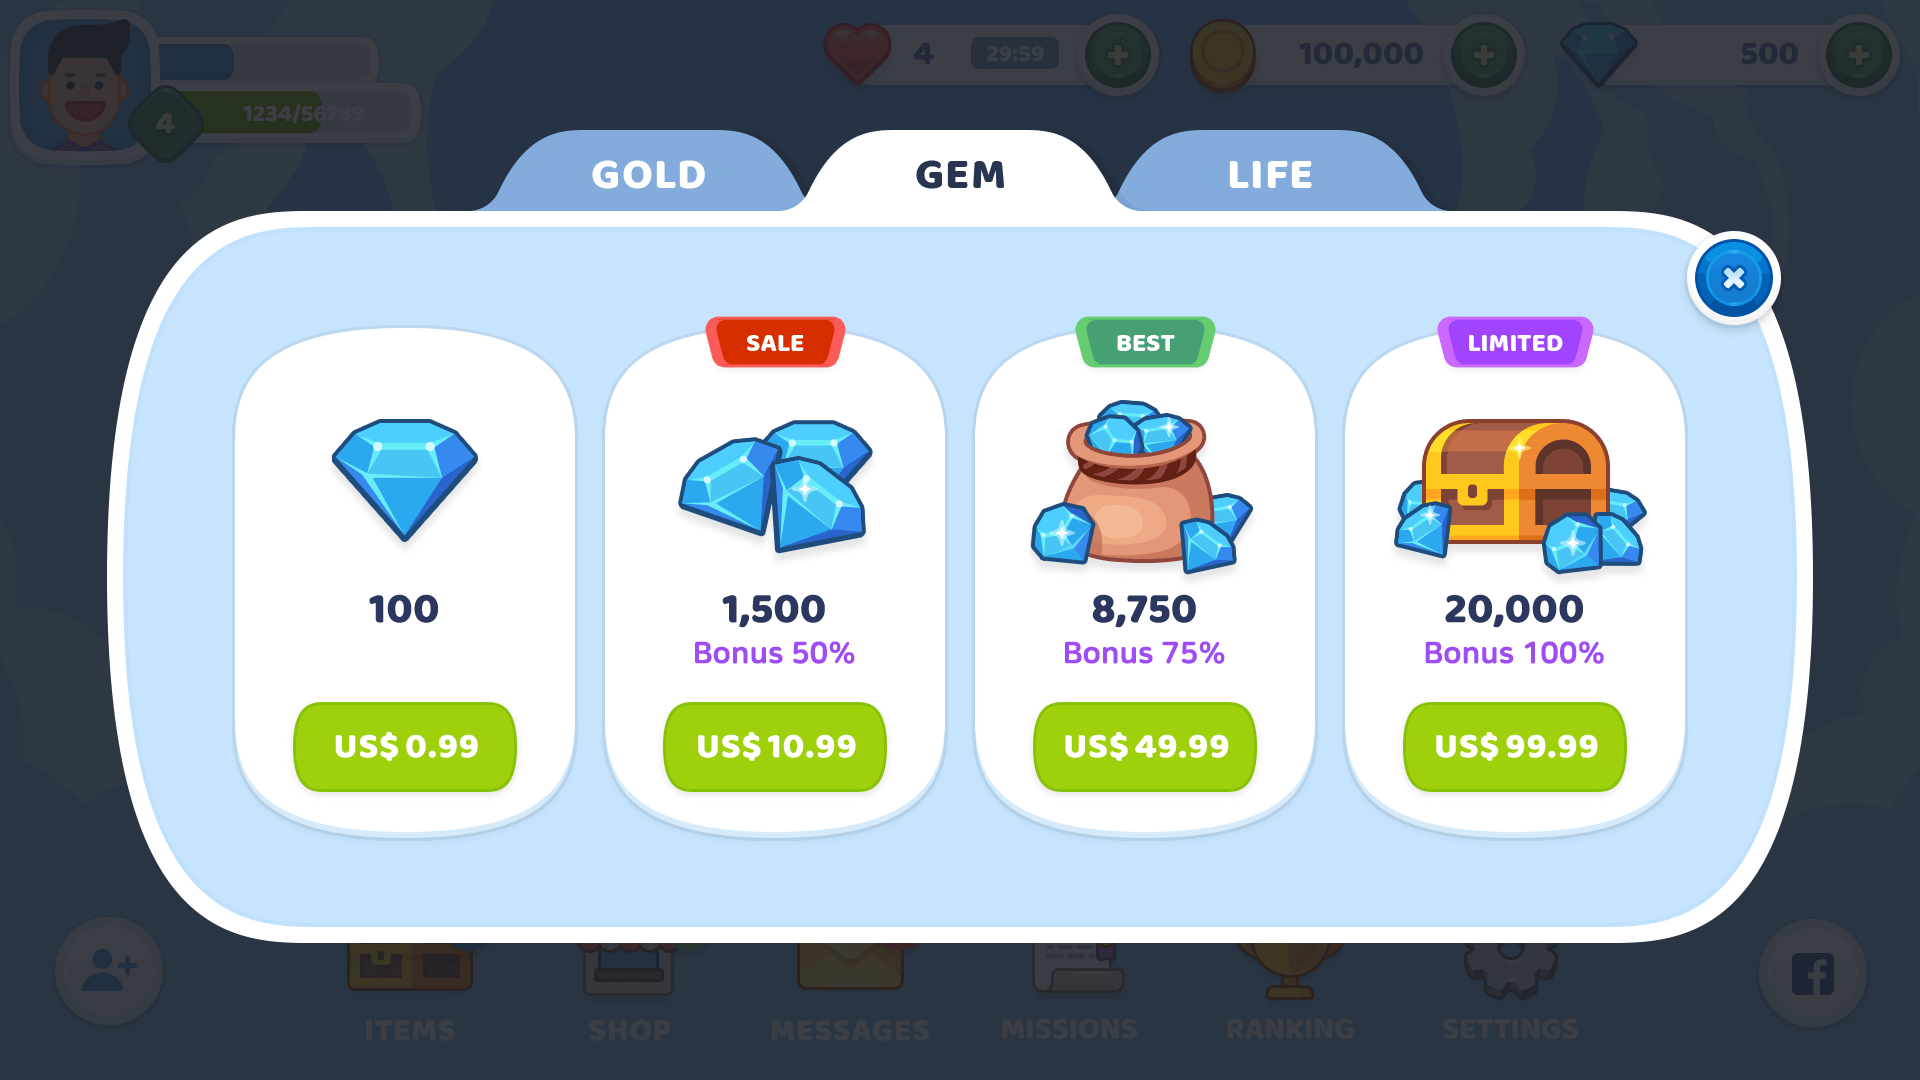 4
29:59
100,000
500
4
1234/56789
GOLD
GEM
LIFE
SALE
BEST
LIMITED
100
1,500
8,750
20,000
Bonus 50%
Bonus 75%
Bonus 100%
US$ 0.99
US$ 10.99
US$ 49.99
US$ 99.99
ITEMS
SHOP
MESSAGES
MISSIONS
RANKING
SETTINGS